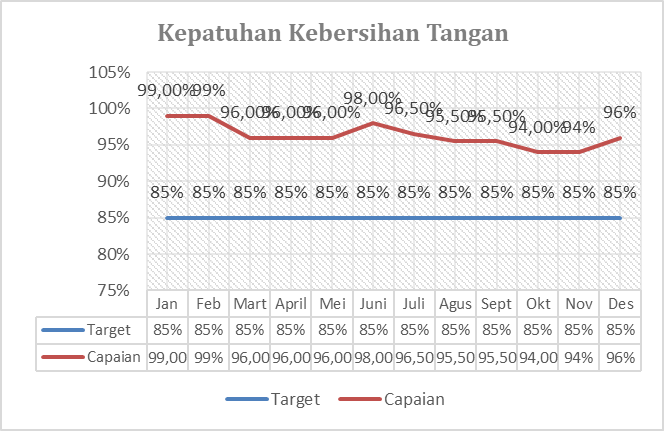 Kepatuhan Kebersihan Tangan
105%
100%
95%
90%
85%
80%
75%
99,00% 99% 96,00% 96,00% 96,00% 98,00% 96,50% 95,50% 95,50% 94,00% 94% 96%
85% 85% 85% 85% 85% 85% 85% 85% 85% 85% 85% 85%
Jan Feb Mart April Mei Juni Juli Agus Sept Okt Nov Des
Target 85% 85% 85% 85% 85% 85% 85% 85% 85% 85% 85% 85%
Capaian 99,00 99% 96,00 96,00 96,00 98,00 96,50 95,50 95,50 94,00 94% 96%
Target Capaian